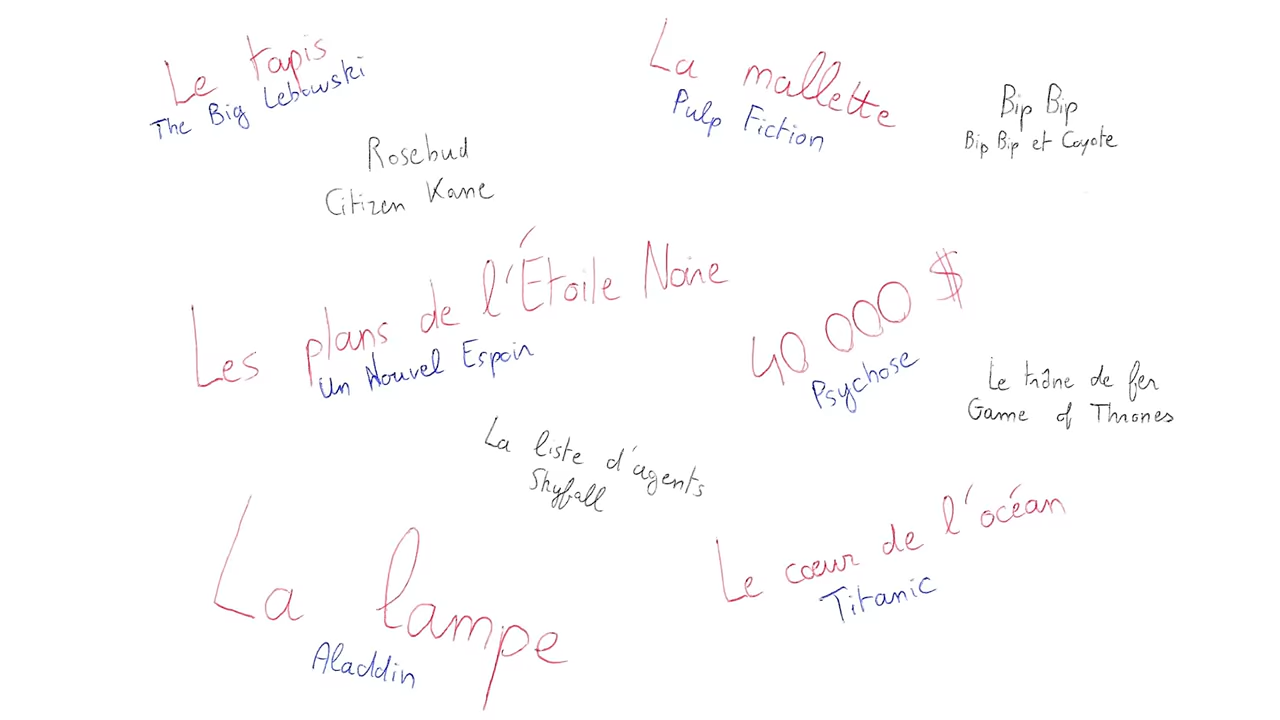 Le tapis
The Big Lebowski
La mallette
Pulp Fiction
Bip Bip
Bip Bip et Coyote
Rosebud
Citizen Kane
Les plans de l'Étoile Noire
Un Nouvel Espoir
40 000 $
Psychose
Le trône de fer
Game of Thrones
La liste d'agents
Skyfall
La lampe
Aladdin
Le cœur de l'océan
Titanic